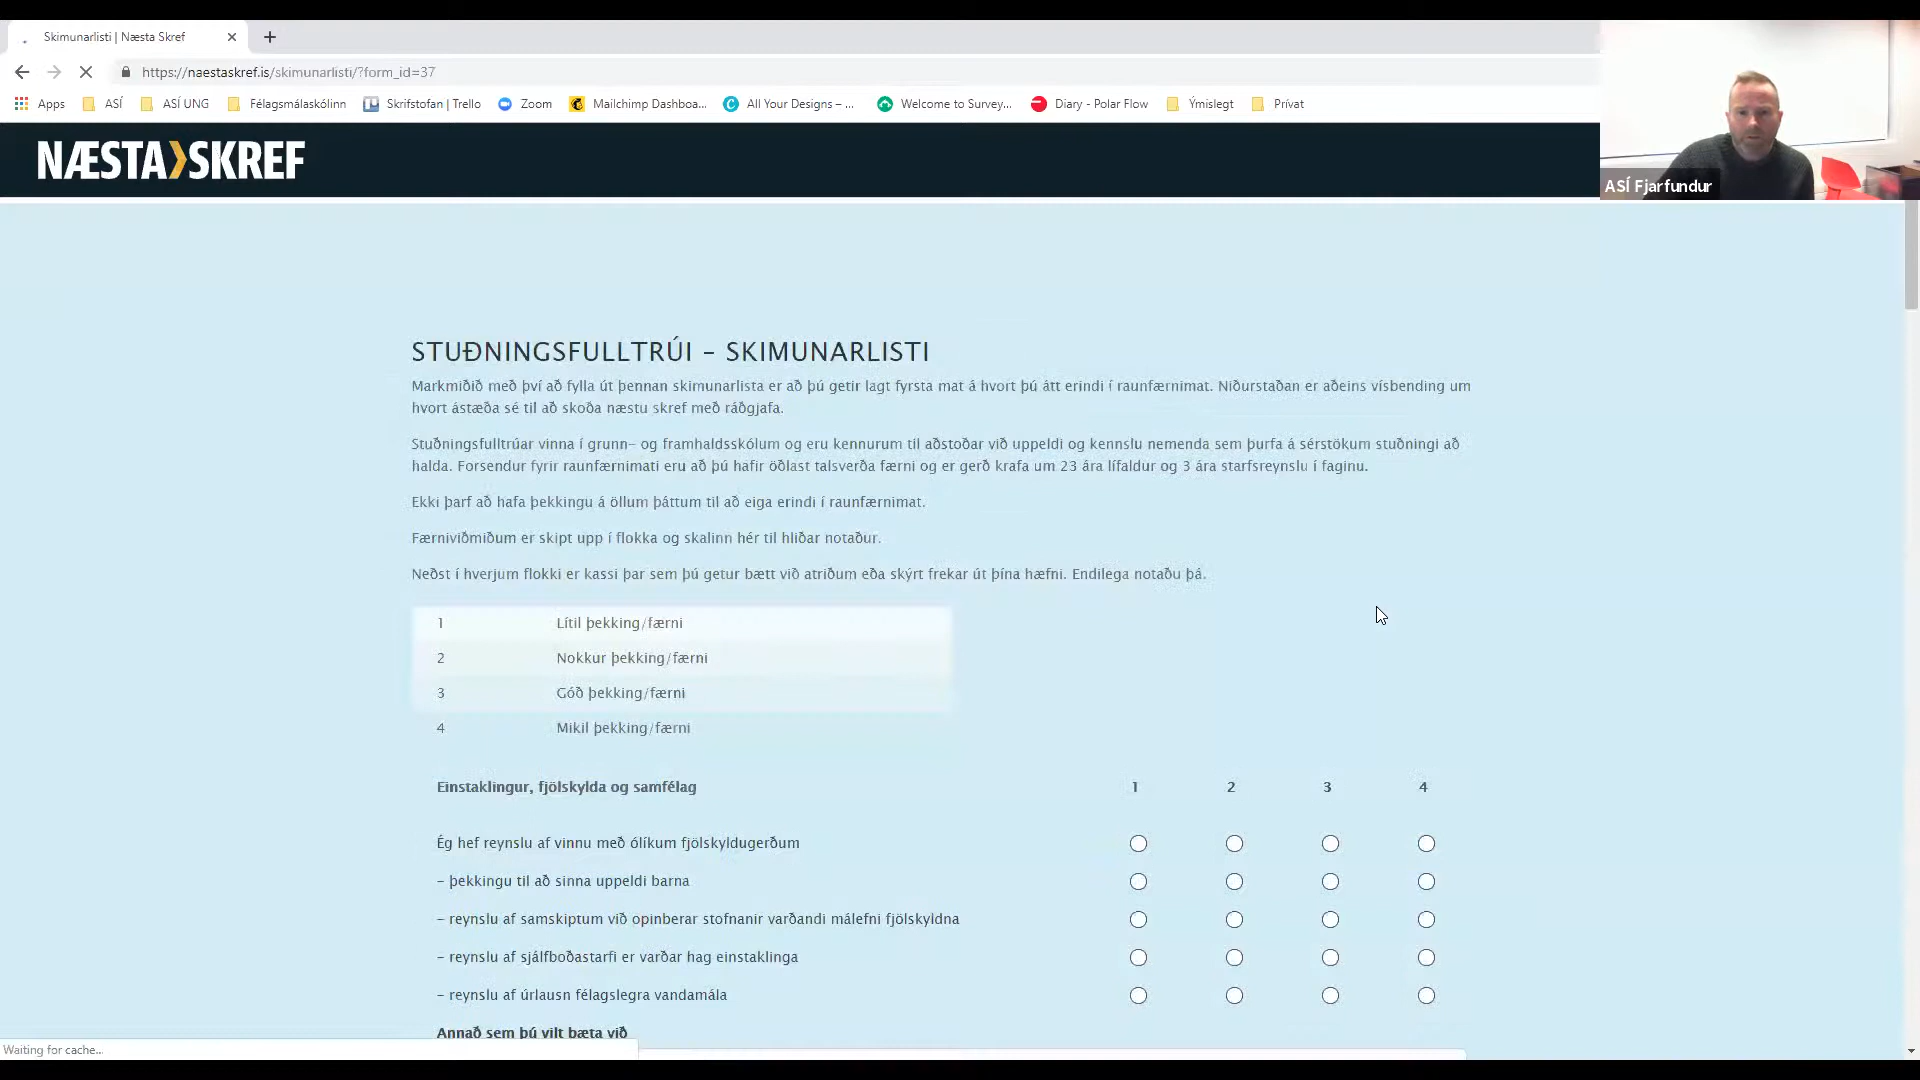 Skimunarlisti | Næsta Skref
https://naestaskref.is/skimunarlisti/?form_id=37
Apps ASÍ ASÍ UNG Félagsmálaskólinn Skrifstofan | Trello Zoom Mailchimp Dashboa... All Your Designs – ... Welcome to Survey... Diary - Polar Flow Ýmislegt Prívat
NÆSTA SKREF
ASÍ Fjarfundur
STUÐNINGSFULLTRÚI – SKIMUNARLISTI
Markmiðið með því að fylla út þennan skimunarlista er að þú getir lagt fyrsta mat á hvort þú átt erindi í raunfærnimat. Niðurstaðan er aðeins vísbending um
hvort ástæða sé til að skoða næstu skref með ráðgjafa.
Stuðningsfulltrúar vinna í grunn- og framhaldsskólum og eru kennurum til aðstoðar við uppeldi og kennslu nemenda sem þurfa á sérstökum stuðningi að
halda. Forsendur fyrir raunfærnimati eru að þú hafir öðlast talsverða færni og er gerð krafa um 23 ára lífaldur og 3 ára starfsreynslu í faginu.
Ekki þarf að hafa þekkingu á öllum þáttum til að eiga erindi í raunfærnimat.
Færniviðmiðum er skipt upp í flokka og skalinn hér til hliðar notaður.
Neðst í hverjum flokki er kassi þar sem þú getur bætt við atriðum eða skýrt frekar út þína hæfni. Endilega notaðu þá.
1 Lítil þekking/færni
2 Nokkur þekking/færni
3 Góð þekking/færni
4 Mikil þekking/færni
Einstaklingur, fjölskylda og samfélag 1 2 3 4
Ég hef reynslu af vinnu með ólíkum fjölskyldugerðum
- þekkingu til að sinna uppeldi barna
- reynslu af samskiptum við opinberar stofnanir varðandi málefni fjölskyldna
- reynslu af sjálfboðastarfi er varðar hag einstaklinga
- reynslu af úrlausn félagslegra vandamála
Annað sem þú vilt bæta við
Waiting for cache...